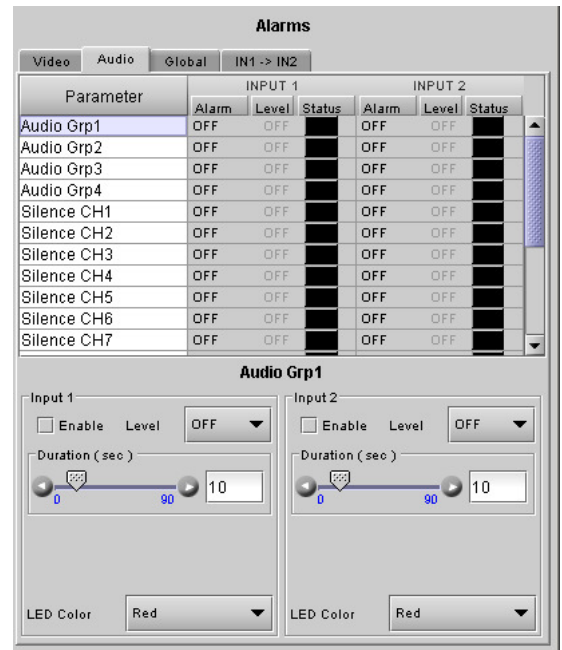 Alarms
Video Audio Global IN1 -> IN2
Parameter INPUT 1 INPUT 2
Alarm Level Status Alarm Level Status
Audio Grp1 OFF OFF OFF OFF
Audio Grp2 OFF OFF OFF OFF
Audio Grp3 OFF OFF OFF OFF
Audio Grp4 OFF OFF OFF OFF
Silence CH1 OFF OFF OFF OFF
Silence CH2 OFF OFF OFF OFF
Silence CH3 OFF OFF OFF OFF
Silence CH4 OFF OFF OFF OFF
Silence CH5 OFF OFF OFF OFF
Silence CH6 OFF OFF OFF OFF
Silence CH7 OFF OFF OFF OFF
Audio Grp1
Input 1 Input 2
Enable Level OFF Enable Level OFF
Duration ( sec ) Duration ( sec )
0 90 10 0 90 10
LED Color Red LED Color Red